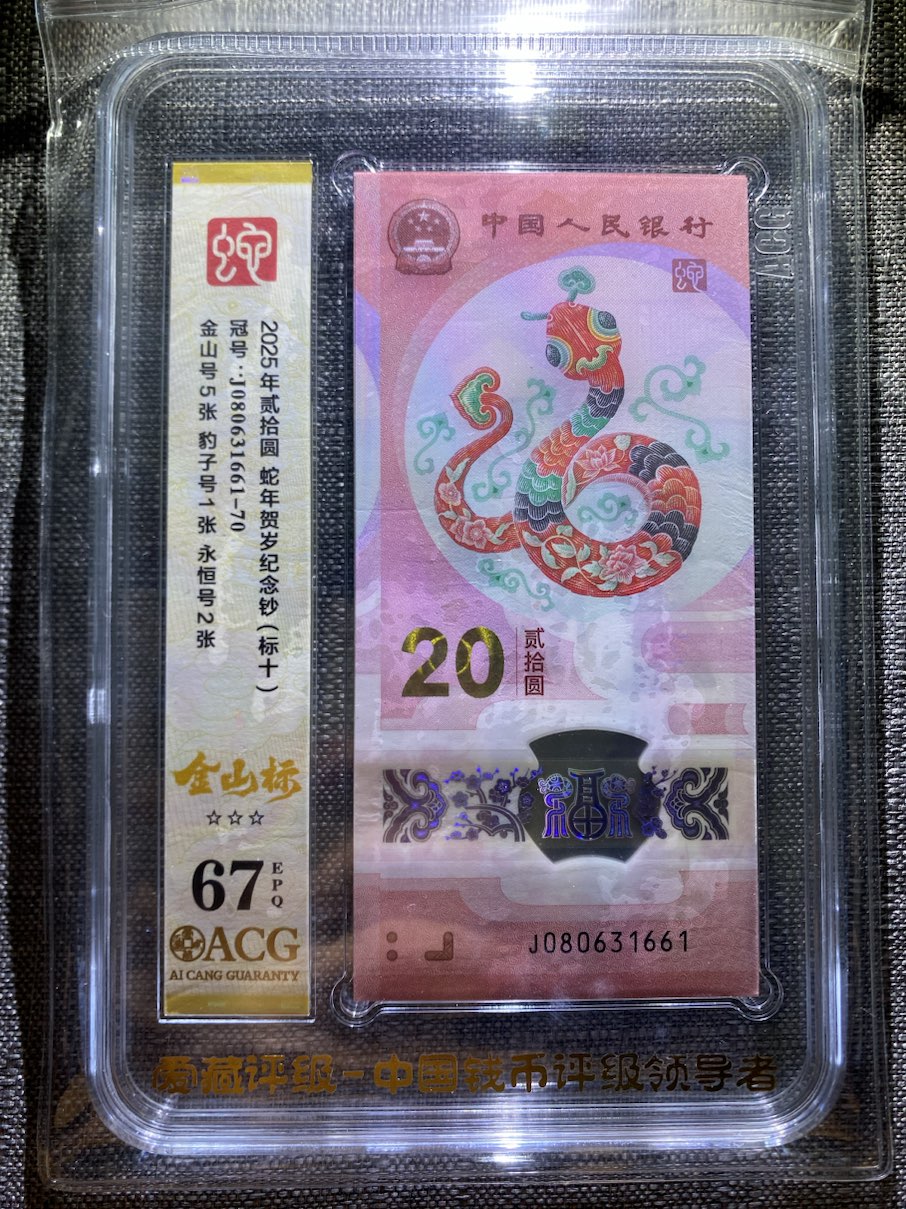 蛇
2025年贰拾圆 蛇年贺岁纪念钞(标十)
冠号:J080631661-70
金山号5张 豹子号1张 永恒号2张
金山标
☆☆☆
67 EPQ
ACG
AI CANG GUARANTY
中国人民银行
蛇
20 贰拾圆
福
J080631661
ACG
爱藏评级-中国钱币评级领导者